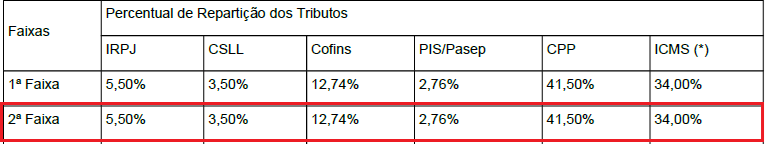 Faixas
Percentual de Repartição dos Tributos
IRPJ CSLL Cofins PIS/Pasep CPP ICMS (*)
1ª Faixa 5,50% 3,50% 12,74% 2,76% 41,50% 34,00%
2ª Faixa 5,50% 3,50% 12,74% 2,76% 41,50% 34,00%